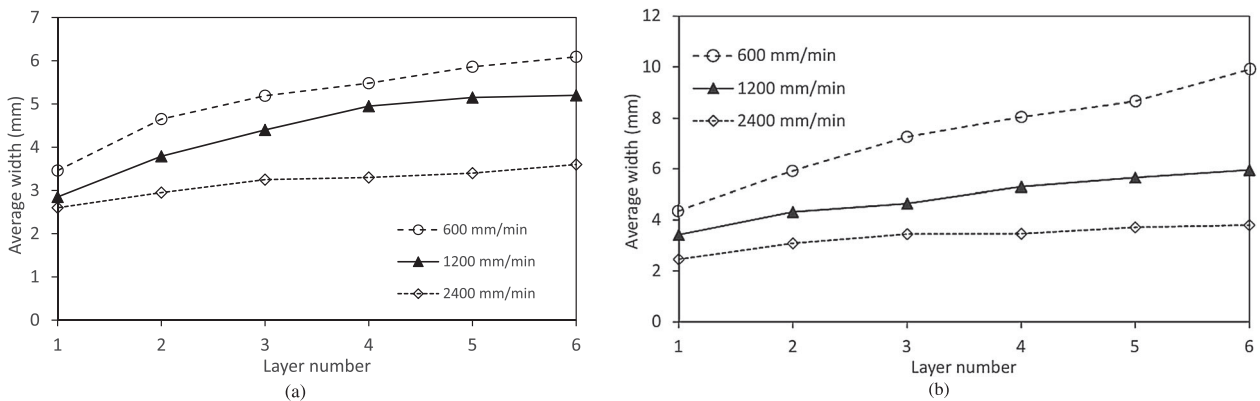 7
6
5
4
3
2
1
0
Average width (mm)
600 mm/min
1200 mm/min
2400 mm/min
1 2 3 4 5 6
Layer number
(a)
12
10
8
6
4
2
0
Average width (mm)
600 mm/min
1200 mm/min
2400 mm/min
1 2 3 4 5 6
Layer number
(b)